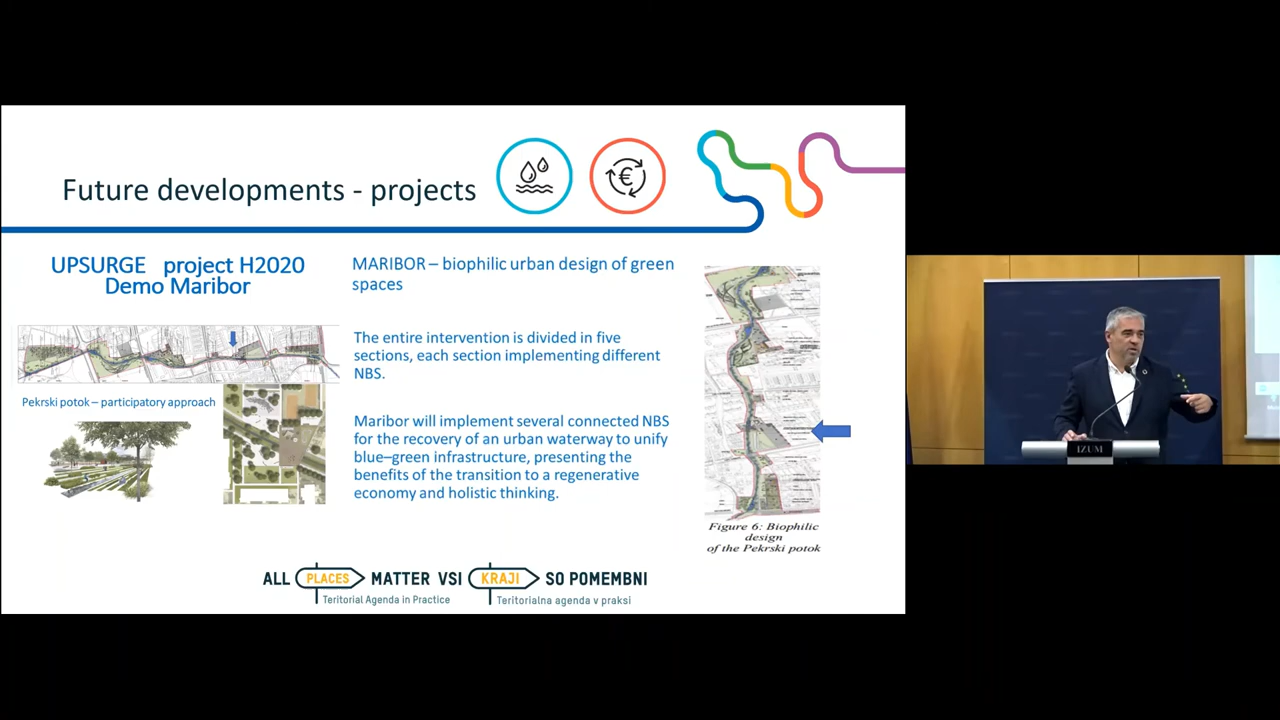 Future developments - projects
UPSURGE project H2020
Demo Maribor
Pekrski potok – participatory approach
MARIBOR – biophilic urban design of green
spaces
The entire intervention is divided in five
sections, each section implementing different
NBS.
Maribor will implement several connected NBS
for the recovery of an urban waterway to unify
blue–green infrastructure, presenting the
benefits of the transition to a regenerative
economy and holistic thinking.
Figure 6: Biophilic
design
of the Pekrski potok
ALL PLACES MATTER VSI KRAJI SO POMEMBNI
Territorial Agenda in Practice Teritorialna agenda v praksi
IZUM